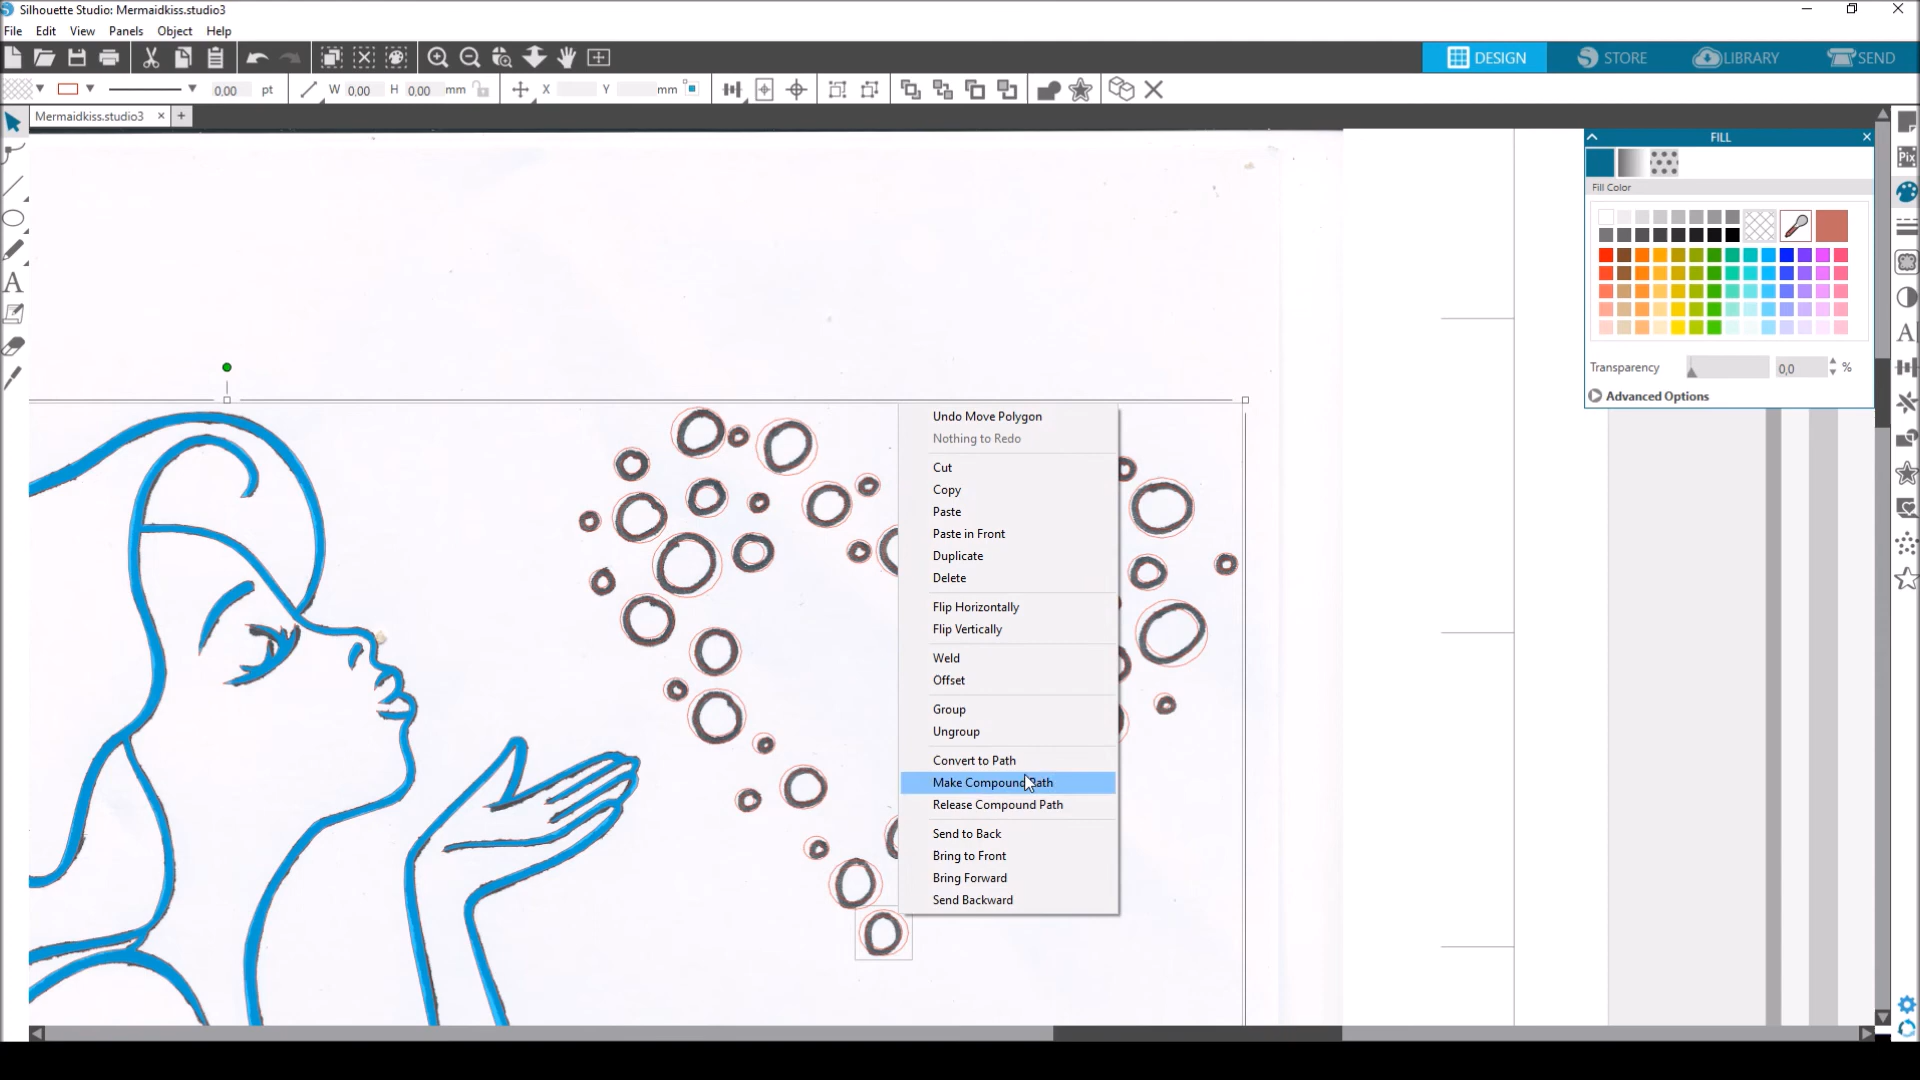 Silhouette Studio: Mermaidkiss.studio3
File Edit View Panels Object Help
DESIGN STORE LIBRARY SEND
0.00 pt W 0.00 H 0.00 mm X Y mm
Mermaidkiss.studio3 × +
FILL
Pix
Fill Color
Transparency 0,0 %
Advanced Options
Undo Move Polygon
Nothing to Redo
Cut
Copy
Paste
Paste in Front
Duplicate
Delete
Flip Horizontally
Flip Vertically
Weld
Offset
Group
Ungroup
Convert to Path
Make Compound Path
Release Compound Path
Send to Back
Bring to Front
Bring Forward
Send Backward